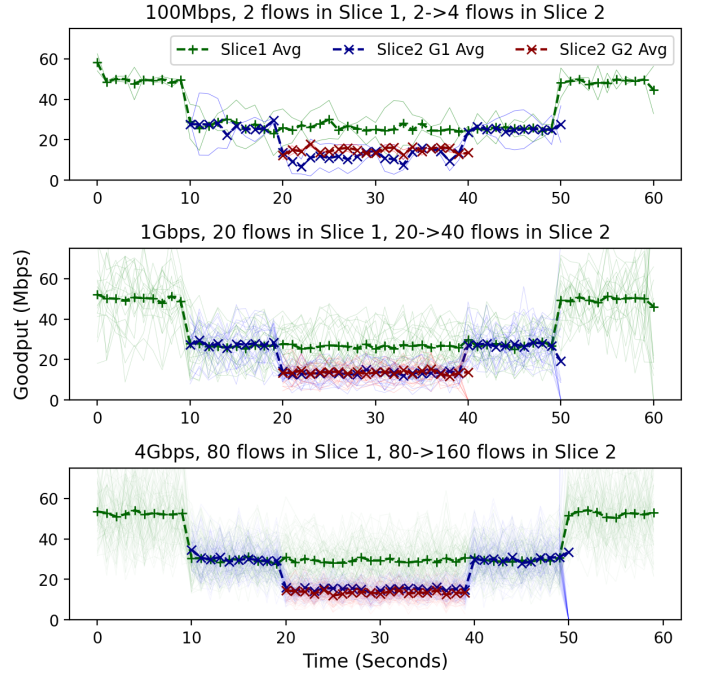 100Mbps, 2 flows in Slice 1, 2->4 flows in Slice 2
Slice1 Avg Slice2 G1 Avg Slice2 G2 Avg
60
40
20
0
0 10 20 30 40 50 60
1Gbps, 20 flows in Slice 1, 20->40 flows in Slice 2
Goodput (Mbps)
60
40
20
0
0 10 20 30 40 50 60
4Gbps, 80 flows in Slice 1, 80->160 flows in Slice 2
60
40
20
0
0 10 20 30 40 50 60
Time (Seconds)